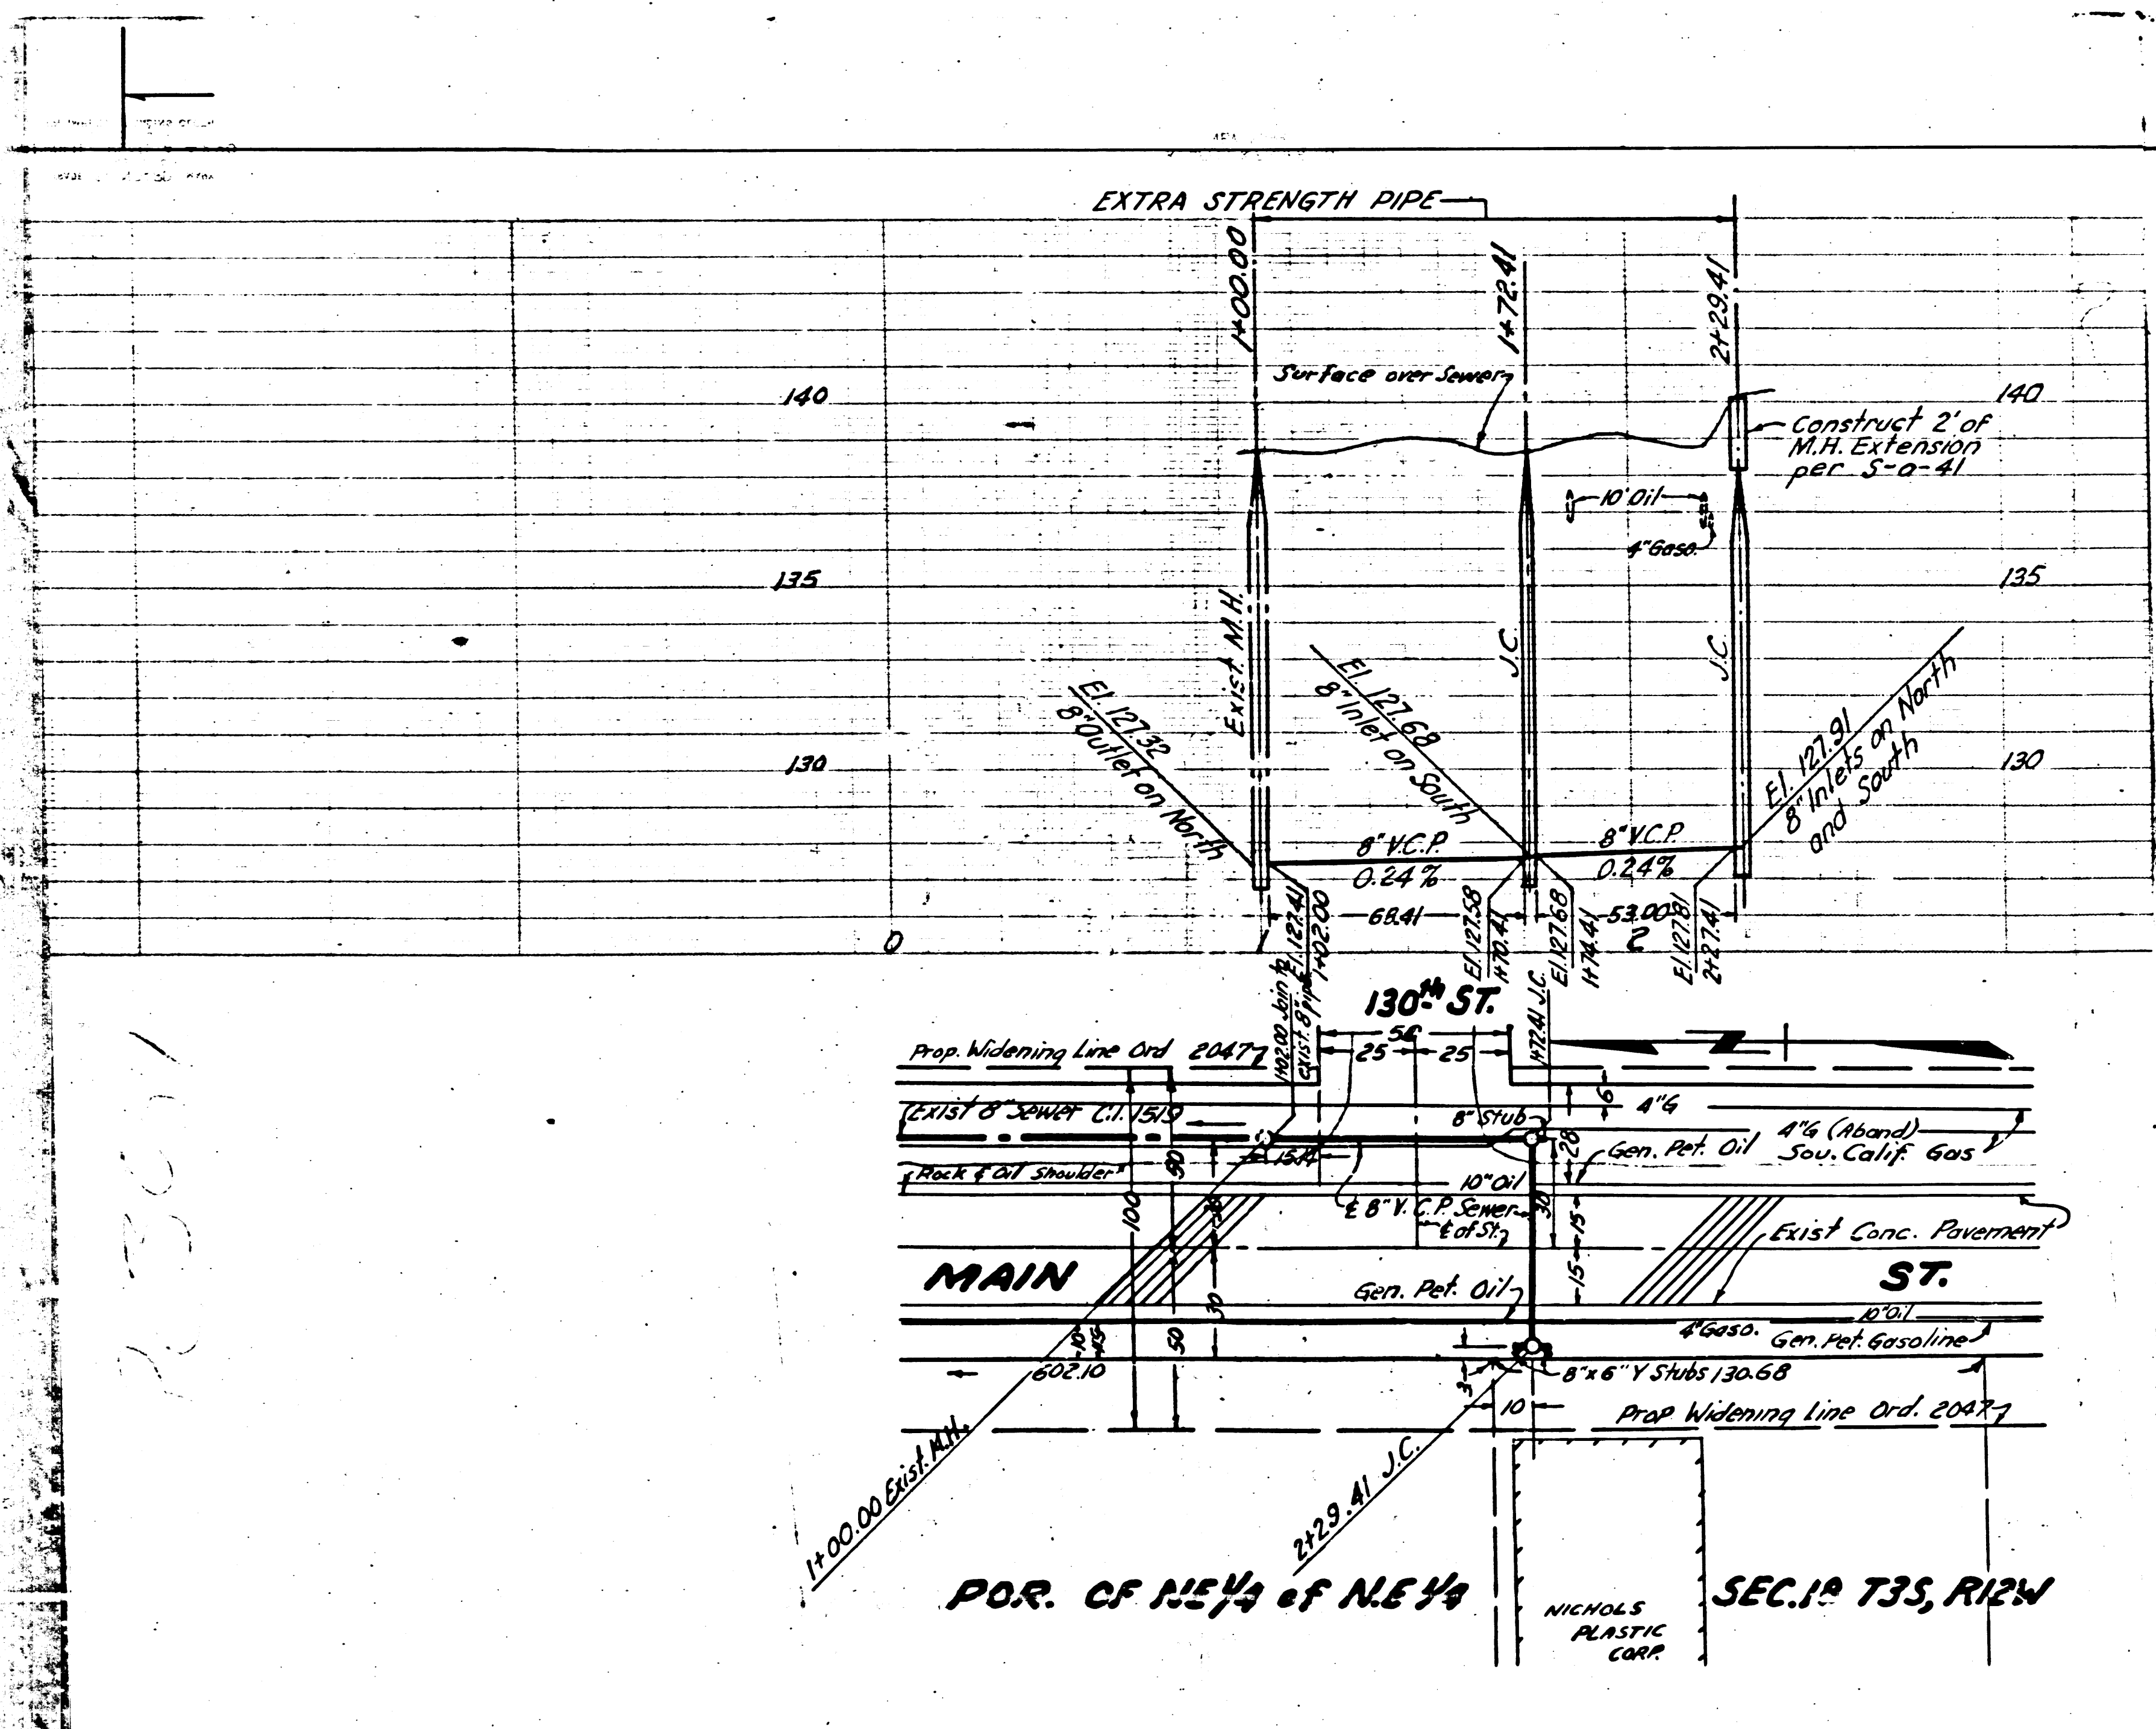 EXTRA STRENGTH PIPE
1+00.00
1+72.41
2+29.41
Surface over Sewer
140
140
Construct 2' of
M.H. Extension
per S-a-41
10" Oil
4" Gaso.
135
135
Exist. M.H.
J.C.
J.C.
El. 127.32
8" Outlet on North
El. 127.68
8" Inlet on South
El. 127.91
8" Inlets on North
and South
130
130
8" V.C.P.
0.24%
8" V.C.P.
0.24%
68.41
53.00
El. 127.41
1+02.00
El. 127.58
1+70.41
El. 127.68
1+74.41
El. 127.81
2+27.41
0
1
2
1+02.00 Join to
exist. 8" pipe
130th ST.
1+72.41 J.C.
50
25
25
Prop. Widening Line Ord 2047
Exist 8" Sewer C.I. 1519
8" Stub
6
4" G
4" G (Aband)
Sou. Calif. Gas
Gen. Pet. Oil
28
15.14
Rock & Oil Shoulder
10" Oil
℄ 8" V.C.P. Sewer
℄ of St.
100
50
30
30
15
Exist Conc. Pavement
MAIN
ST.
Gen. Pet. Oil
15
30
50
10" Oil
4" Gaso.
Gen. Pet. Gasoline
10
15
602.10
3
8" x 6" Y Stubs 130.68
10
Prop. Widening Line Ord. 2047
1+00.00 Exist. M.H.
2+29.41 J.C.
POR. OF NE 1/4 of N.E 1/4
SEC. T3S, R12W
NICHOLS
PLASTIC
CORP.